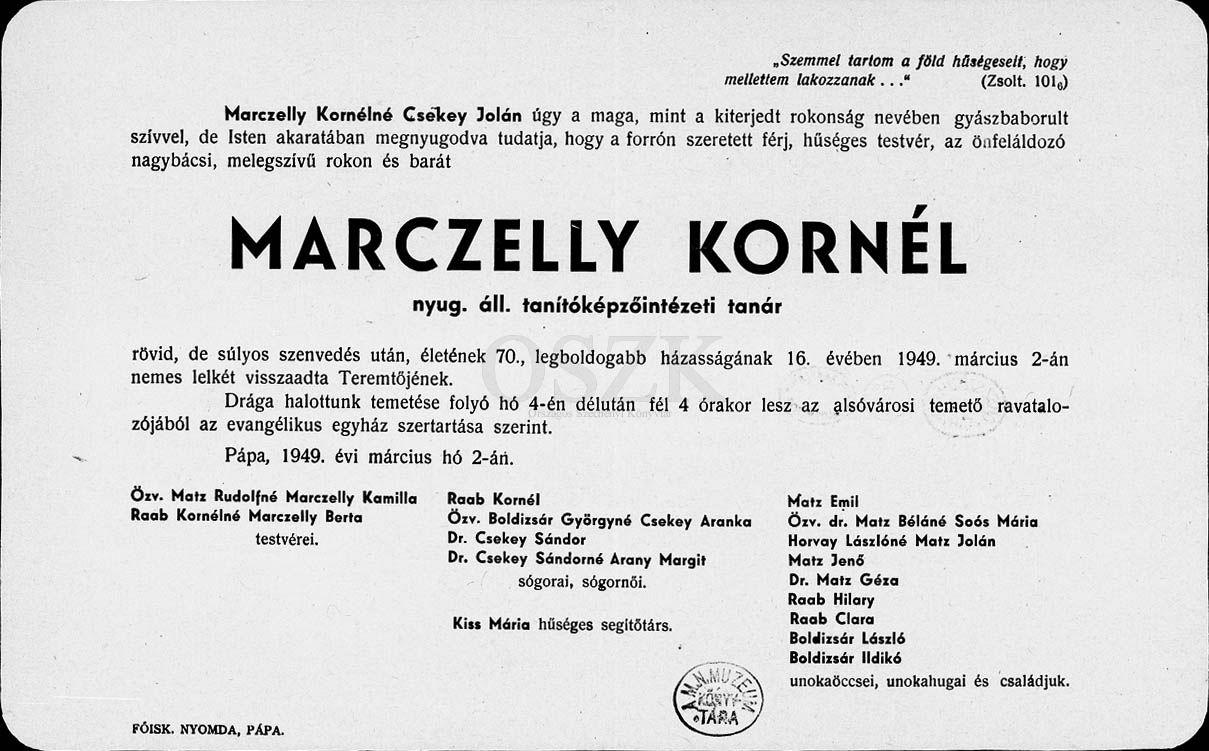 „Szemmel tartom a föld hűségeseit, hogy
mellettem lakozzanak . . .“ (Zsolt. 101₆)
Marczelly Kornélné Csekey Jolán úgy a maga, mint a kiterjedt rokonság nevében gyászbaborult
szívvel, de Isten akaratában megnyugodva tudatja, hogy a forrón szeretett férj, hűséges testvér, az önfeláldozó
nagybácsi, melegszívű rokon és barát
MARCZELLY KORNÉL
nyug. áll. tanítóképzőintézeti tanár
rövid, de súlyos szenvedés után, életének 70., legboldogabb házasságának 16. évében 1949. március 2-án
nemes lelkét visszaadta Teremtőjének.
Drága halottunk temetése folyó hó 4-én délután fél 4 órakor lesz az alsóvárosi temető ravatalo-
zójából az evangélikus egyház szertartása szerint.
Pápa, 1949. évi március hó 2-án.
Özv. Matz Rudolfné Marczelly Kamilla
Raab Kornélné Marczelly Berta
testvérei.
Raab Kornél
Özv. Boldizsár Györgyné Csekey Aranka
Dr. Csekey Sándor
Dr. Csekey Sándorné Arany Margit
sógorai, sógornői.
Kiss Mária hűséges segítőtárs.
Matz Emil
Özv. dr. Matz Béláné Soós Mária
Horvay Lászlóné Matz Jolán
Matz Jenő
Dr. Matz Géza
Raab Hilary
Raab Clara
Boldizsár László
Boldizsár Ildikó
unokaöccsei, unokahugai és családjuk.
FŐISK. NYOMDA, PÁPA.
A M. N. MUZEUM
KÖNYV-
TÁRA
OSZK
Országos Széchényi Könyvtár